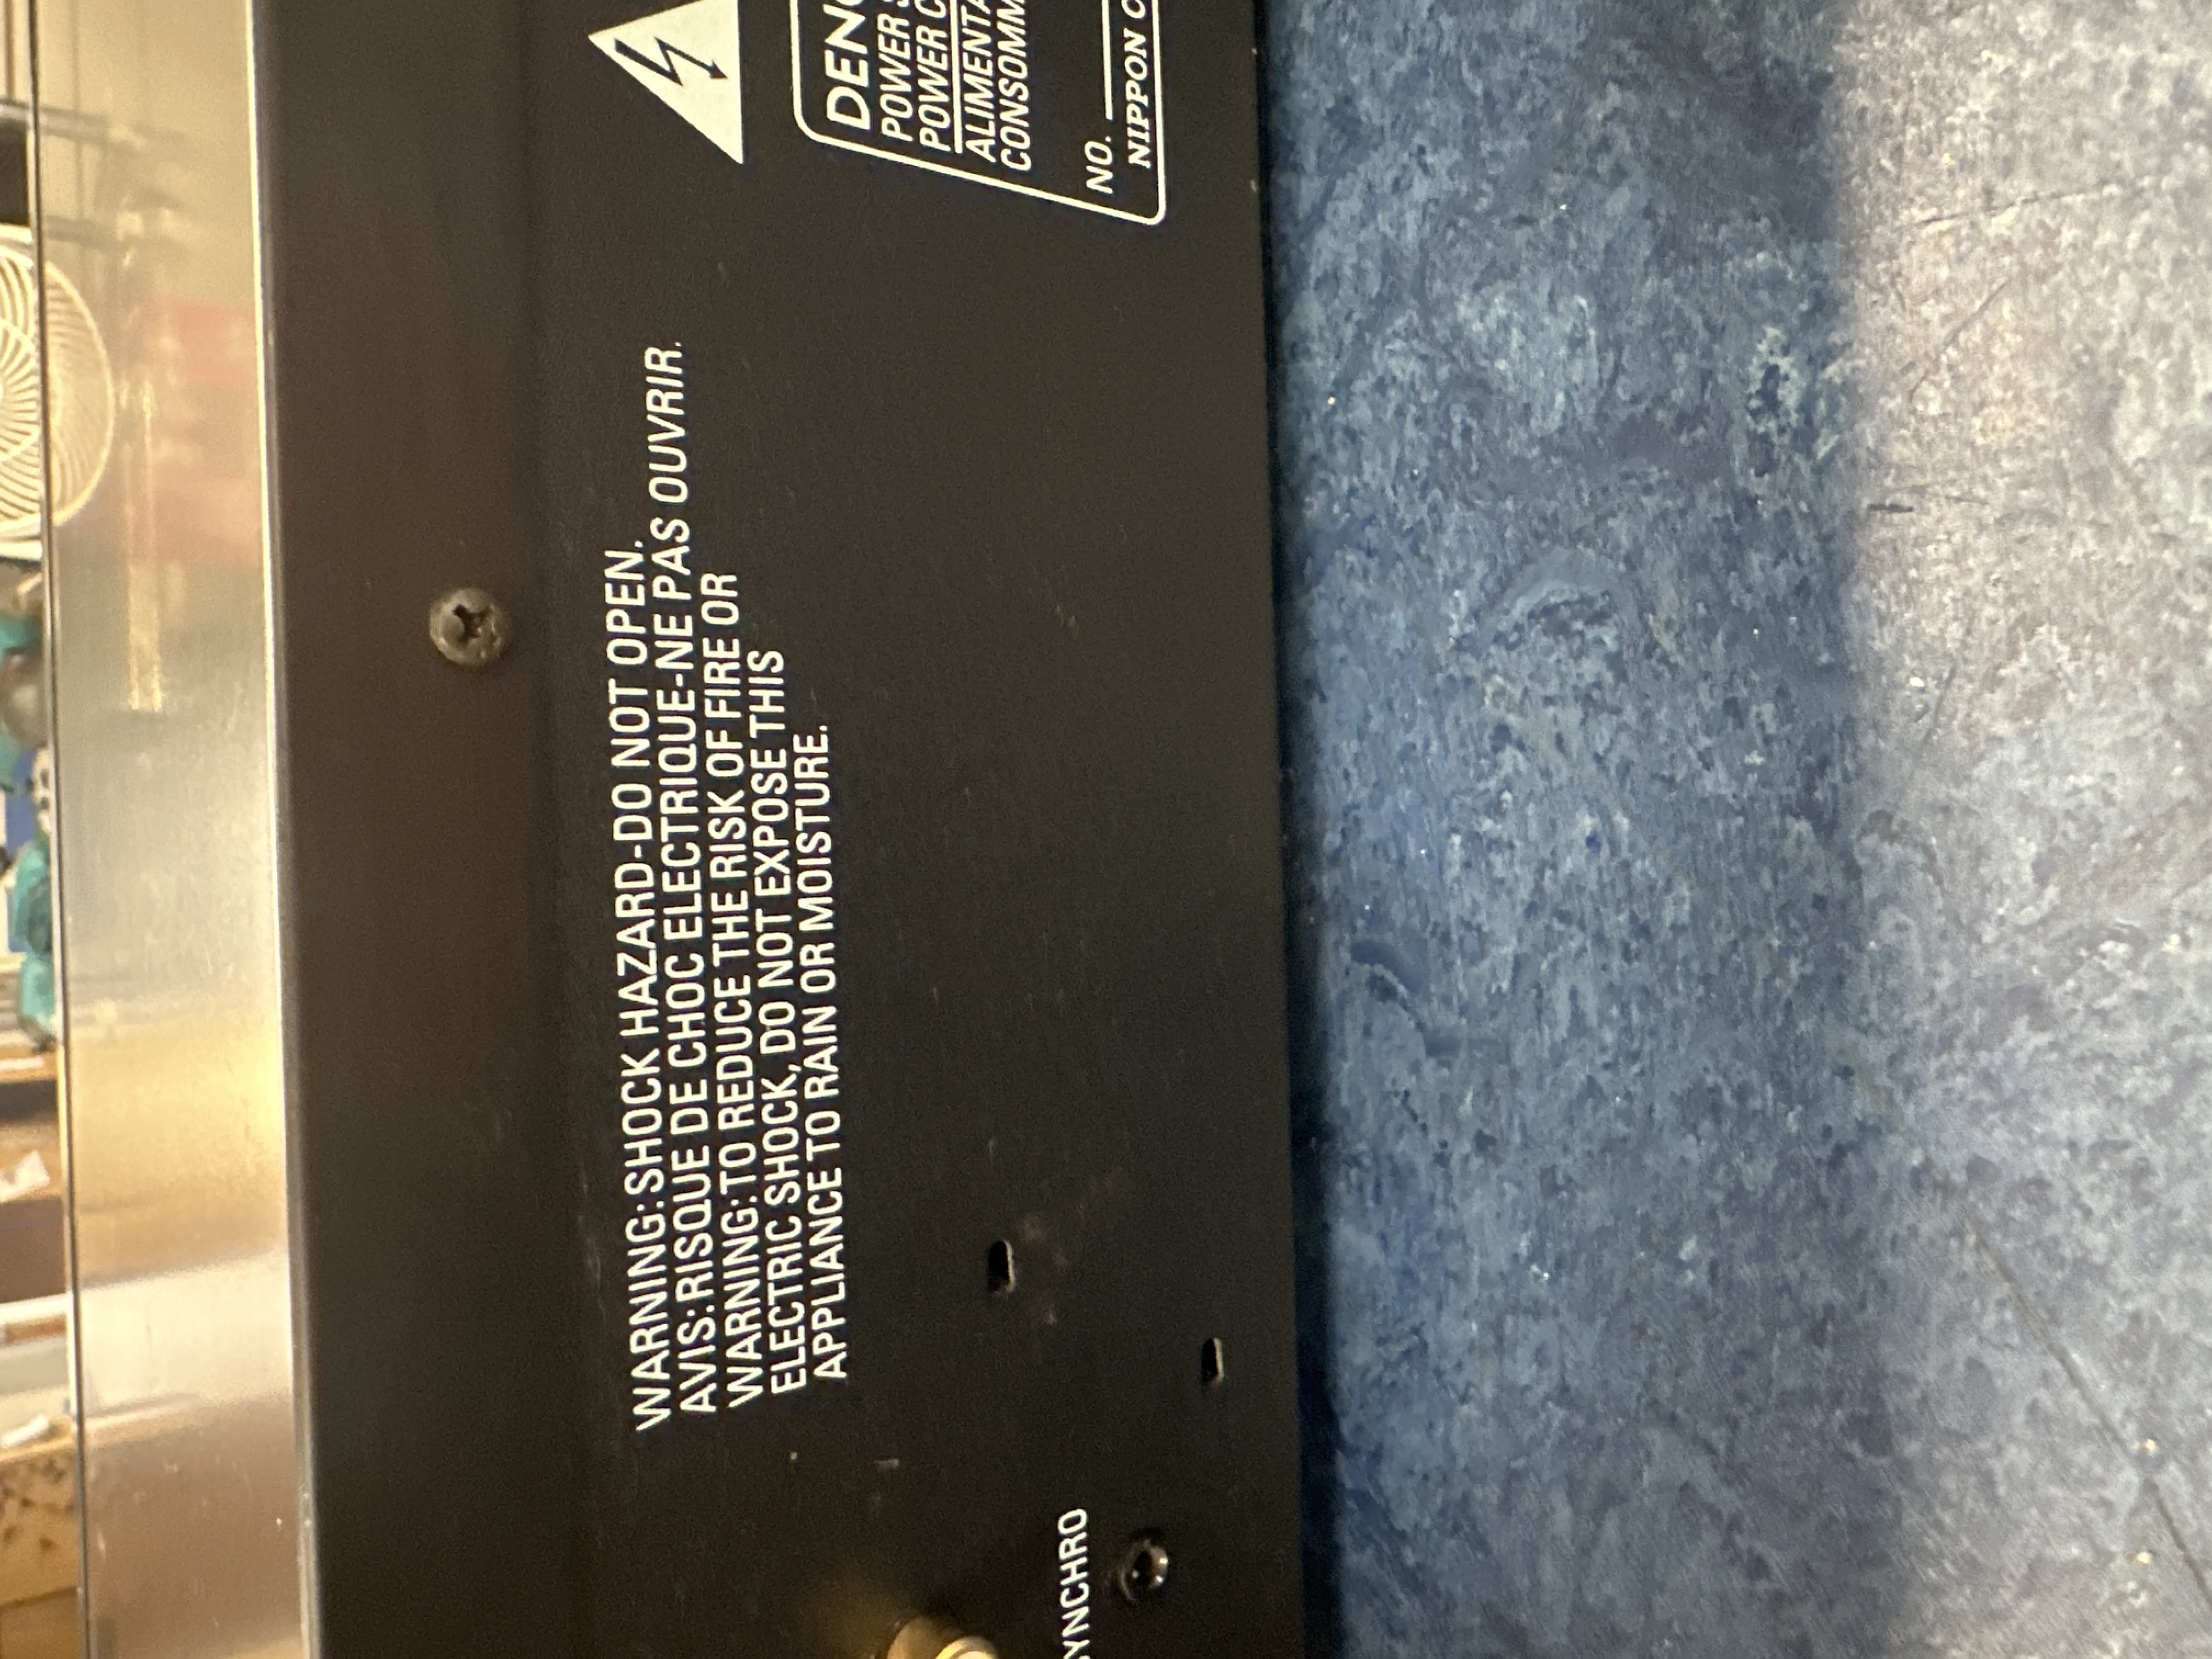 WARNING:SHOCK HAZARD-DO NOT OPEN.
AVIS:RISQUE DE CHOC ELECTRIQUE-NE PAS OUVRIR.
WARNING:TO REDUCE THE RISK OF FIRE OR
ELECTRIC SHOCK, DO NOT EXPOSE THIS
APPLIANCE TO RAIN OR MOISTURE.
DEN
POWER
POWER
ALIMENTA
CONSOMM
NO.
NIPPON
YNCHRO